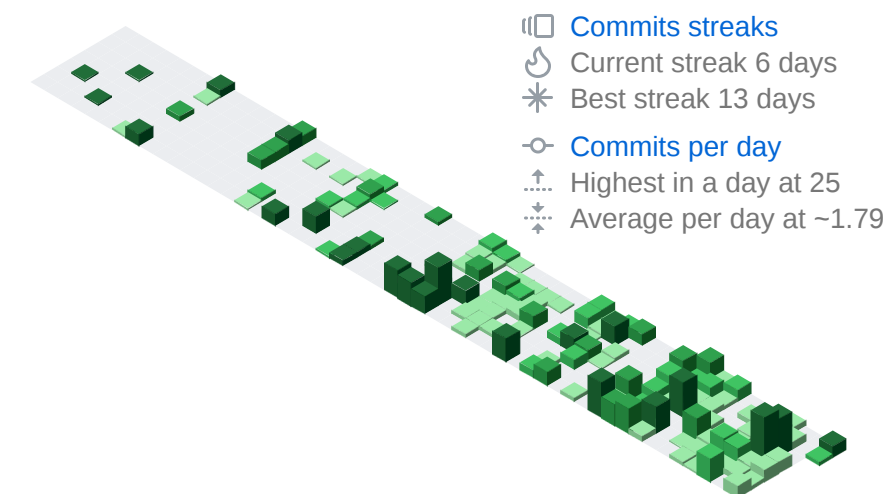 Commits streaks
Current streak 6 days
Best streak 13 days
Commits per day
Highest in a day at 25
Average per day at ~1.79